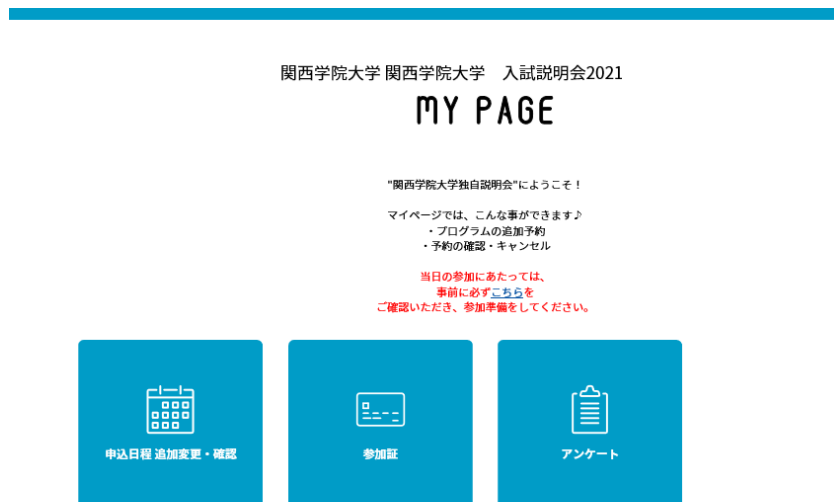 関西学院大学 関西学院大学　入試説明会2021
MY PAGE
"関西学院大学独自説明会"にようこそ！
マイページでは、こんな事ができます♪
・プログラムの追加予約
・予約の確認・キャンセル
当日の参加にあたっては、
事前に必ずこちらを
ご確認いただき、参加準備をしてください。
申込日程 追加変更・確認
参加証
アンケート